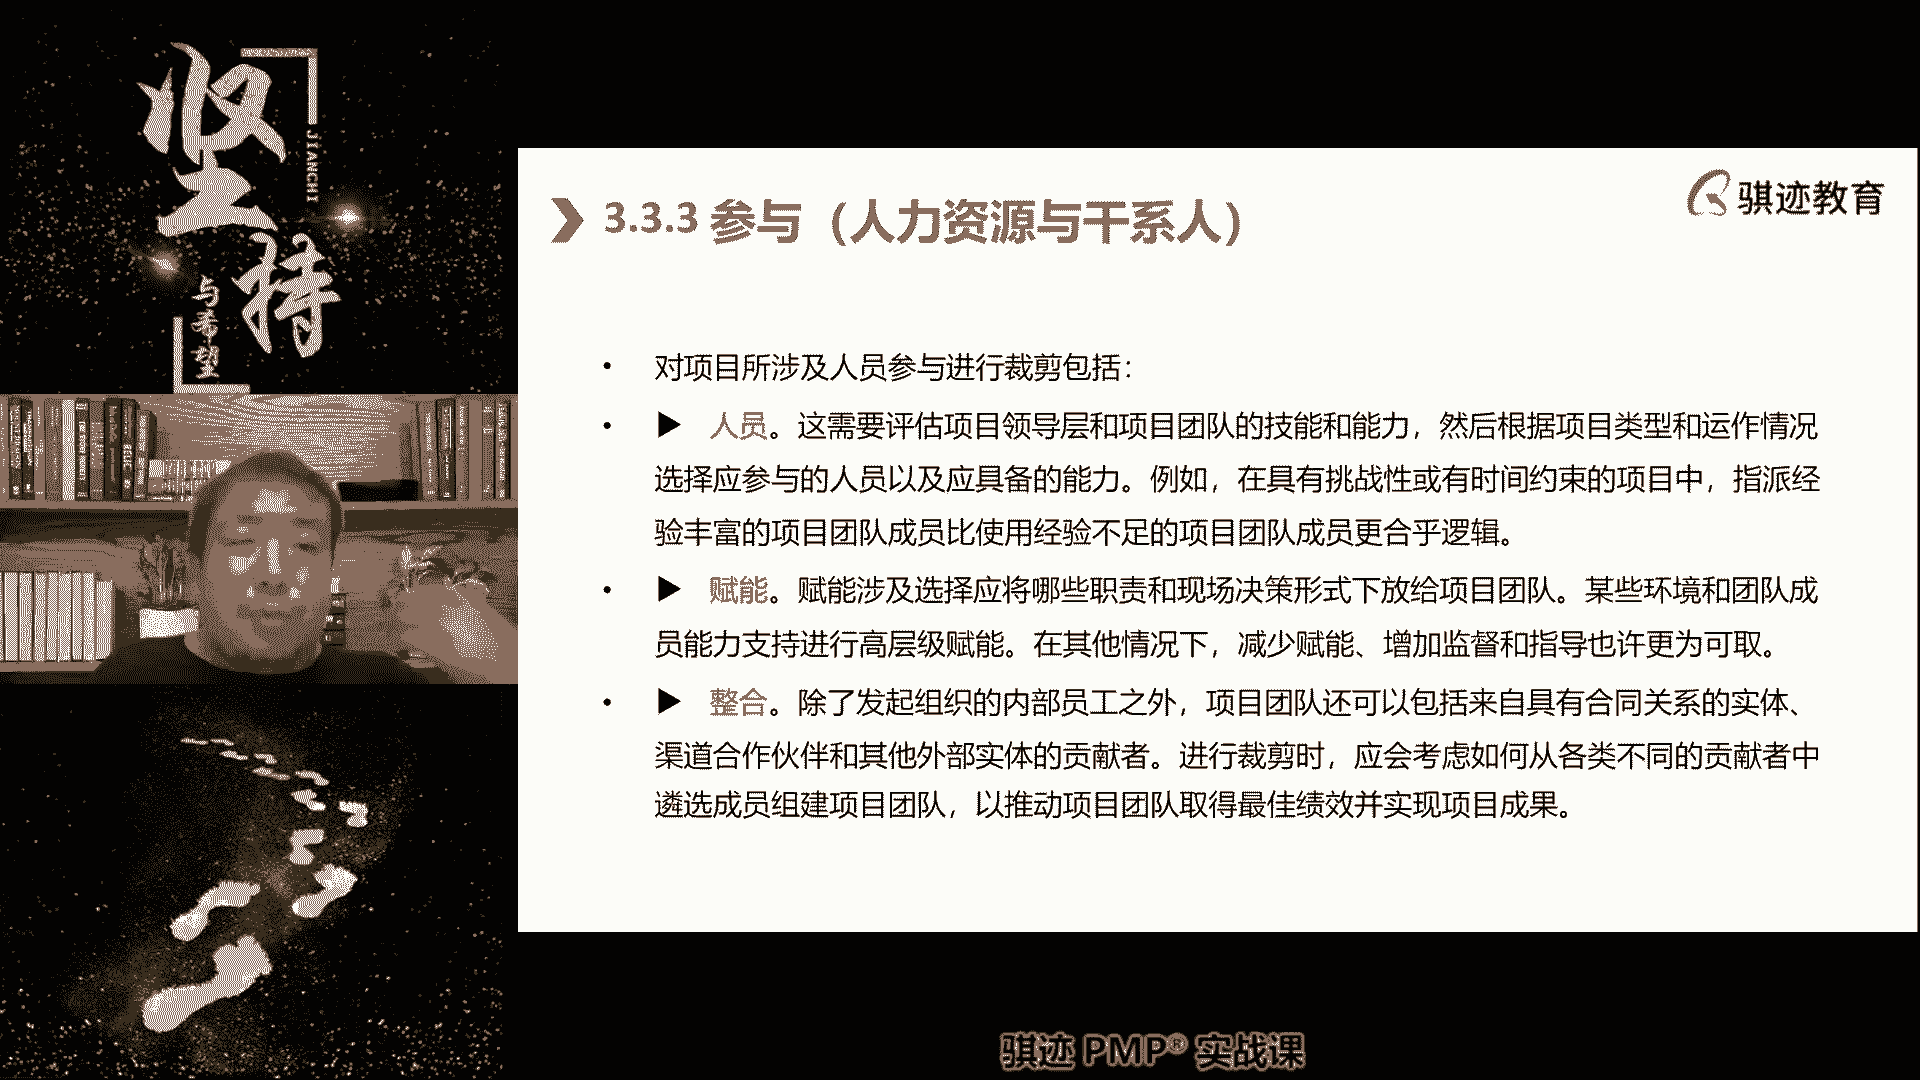 坚持
JIANCHI
与希望
骐迹教育
3.3.3 参与（人力资源与干系人）
• 对项目所涉及人员参与进行裁剪包括：
• ▶ 人员。这需要评估项目领导层和项目团队的技能和能力，然后根据项目类型和运作情况
选择应参与的人员以及应具备的能力。例如，在具有挑战性或有时间约束的项目中，指派经
验丰富的项目团队成员比使用经验不足的项目团队成员更合乎逻辑。
• ▶ 赋能。赋能涉及选择应将哪些职责和现场决策形式下放给项目团队。某些环境和团队成
员能力支持进行高层级赋能。在其他情况下，减少赋能、增加监督和指导也许更为可取。
• ▶ 整合。除了发起组织的内部员工之外，项目团队还可以包括来自具有合同关系的实体、
渠道合作伙伴和其他外部实体的贡献者。进行裁剪时，应会考虑如何从各类不同的贡献者中
遴选成员组建项目团队，以推动项目团队取得最佳绩效并实现项目成果。
骐迹 PMP® 实战课